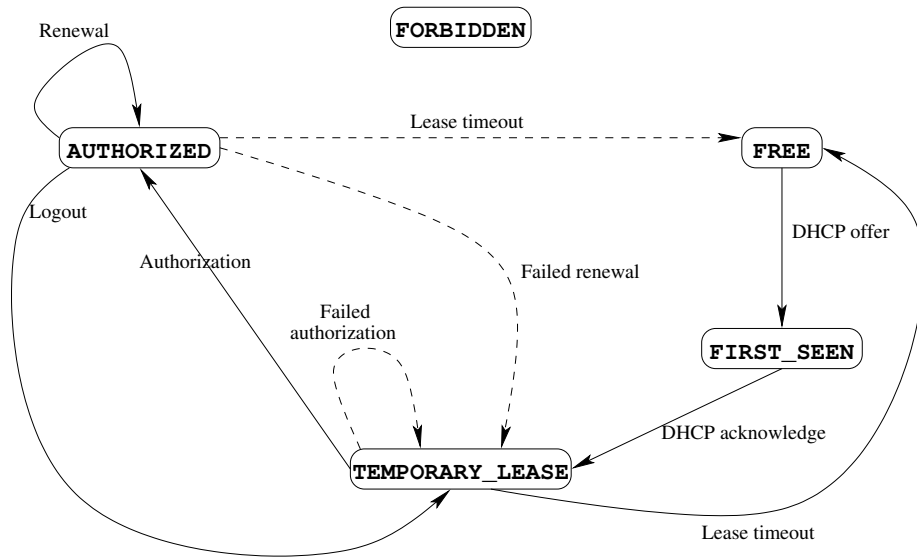 FORBIDDEN
Renewal
Lease timeout
AUTHORIZED
FREE
Logout
DHCP offer
Authorization
Failed renewal
Failed
authorization
FIRST_SEEN
DHCP acknowledge
TEMPORARY_LEASE
Lease timeout